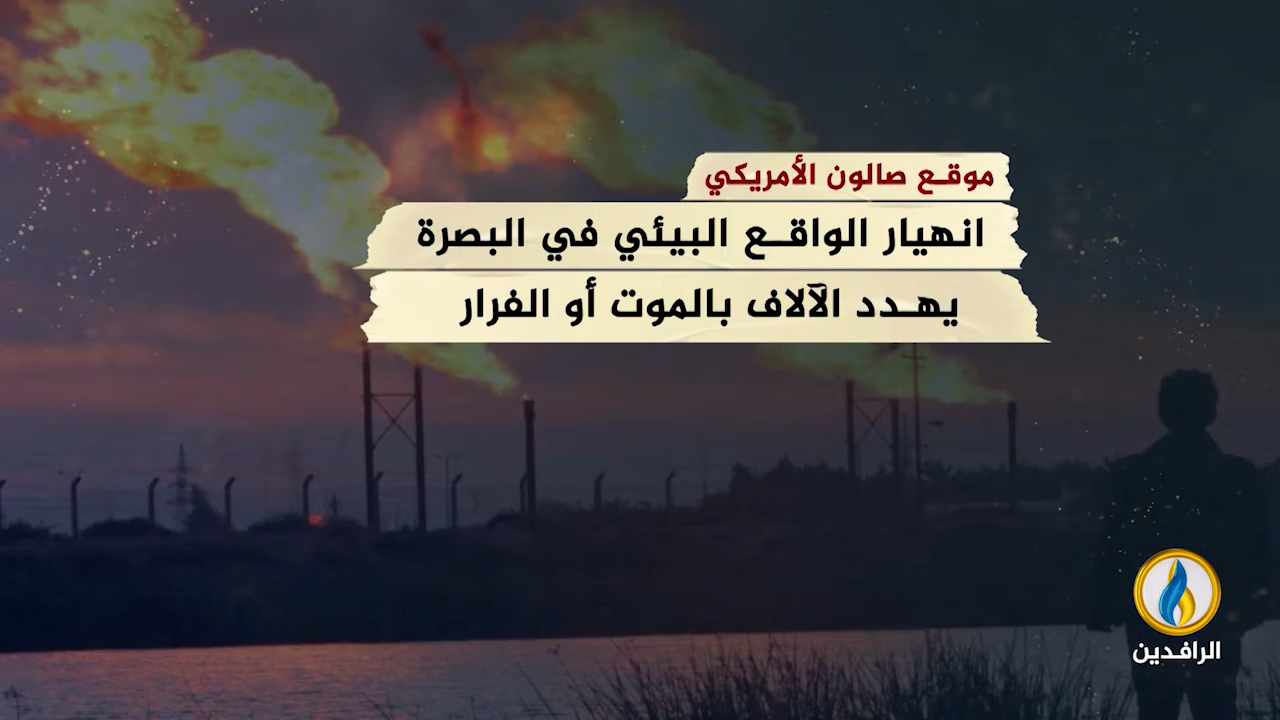 موقع صالون الأمريكي
انهيار الواقع البيئي في البصرة
يهدد الآلاف بالموت أو الفرار
الرافدين